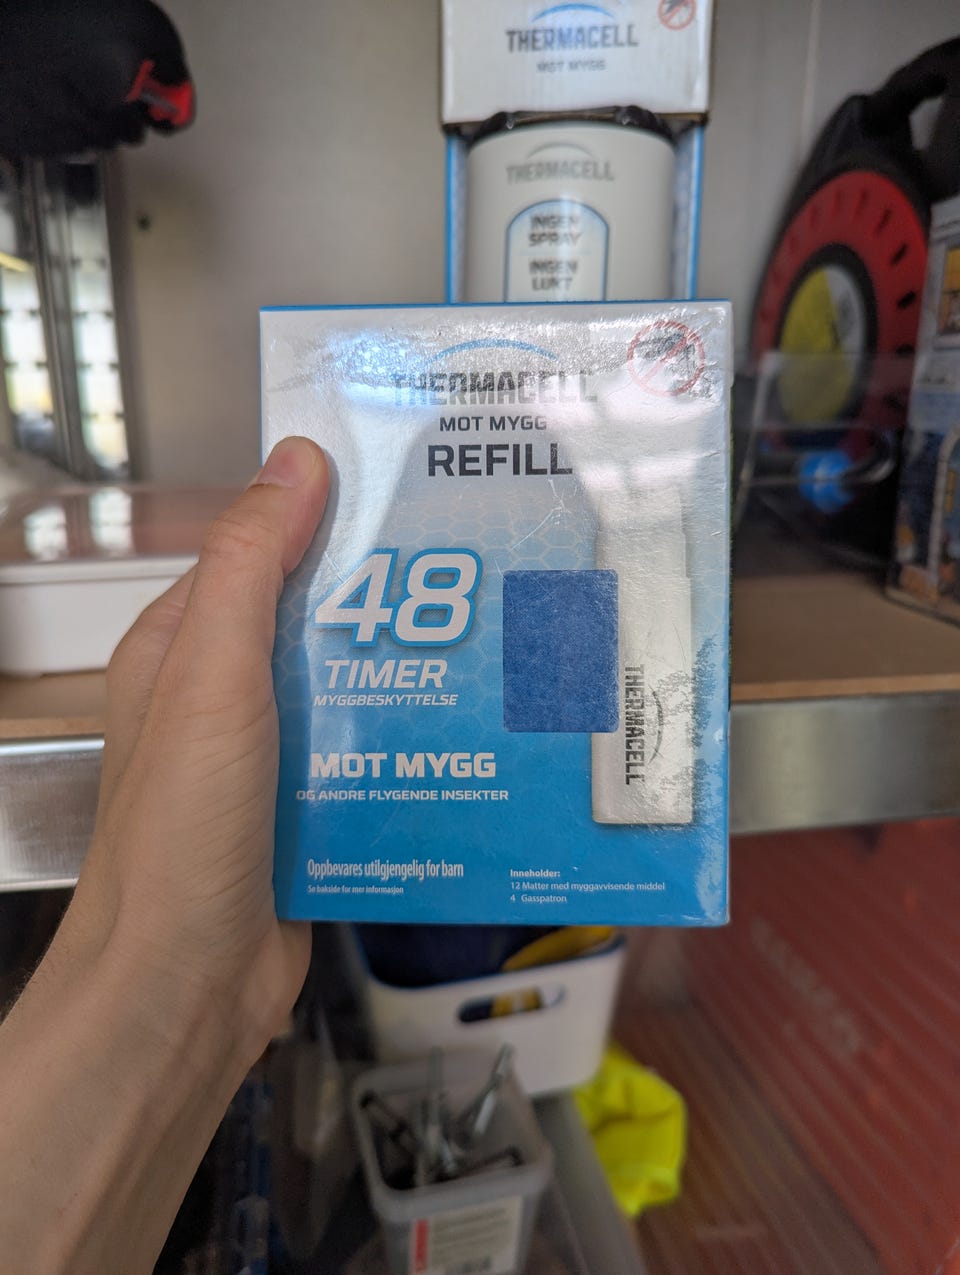 THERMACELL
MOT MYGG
THERMACELL
INGEN
SPRAY
INGEN
LUKT
THERMACELL
MOT MYGG
REFILL
48
TIMER
MYGGBESKYTTELSE
THERMACELL
MOT MYGG
OG ANDRE FLYGENDE INSEKTER
Oppbevares utilgjengelig for barn
Se bakside for mer informasjon
Inneholder:
12 Matter med myggavvisende middel
4 Gasspatron